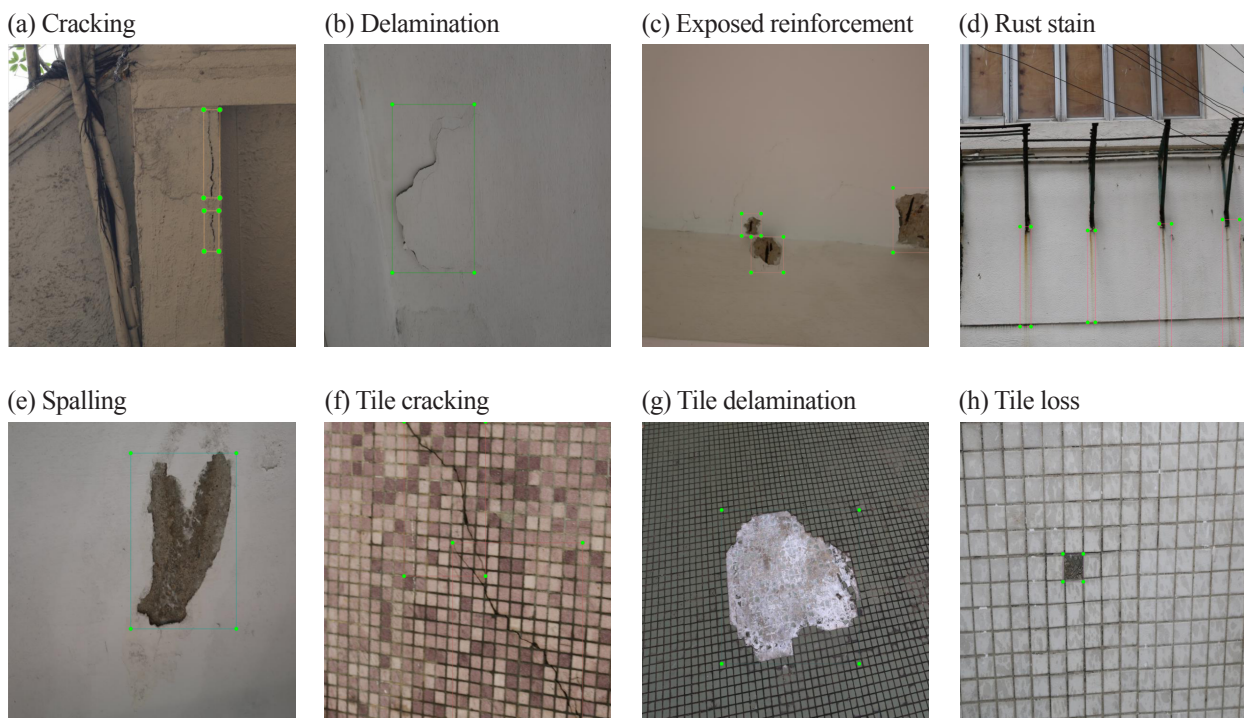 (a) Cracking
(b) Delamination
(c) Exposed reinforcement
(d) Rust stain
(e) Spalling
(f) Tile cracking
(g) Tile delamination
(h) Tile loss